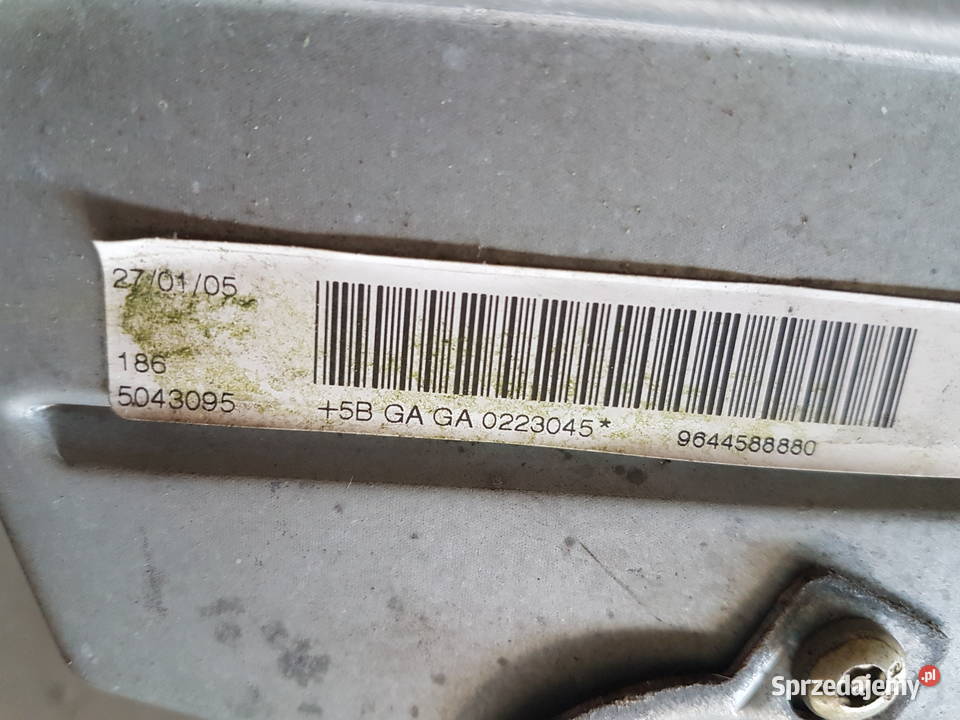 27/01/05
186
5043095
+5B GA GA 0223045*
9644588880
Sprzedajemy.pl